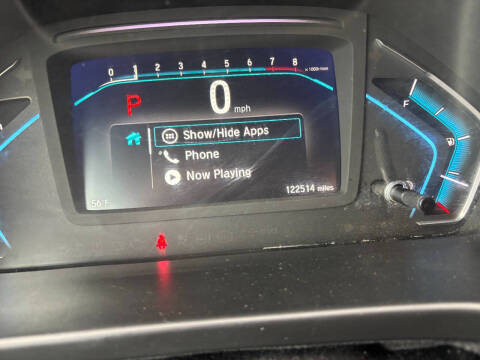 0 1 2 3 4 5 6 7 8
x1000r/min
P
0
mph
Show/Hide Apps
Phone
Now Playing
56°F
122514 miles
F